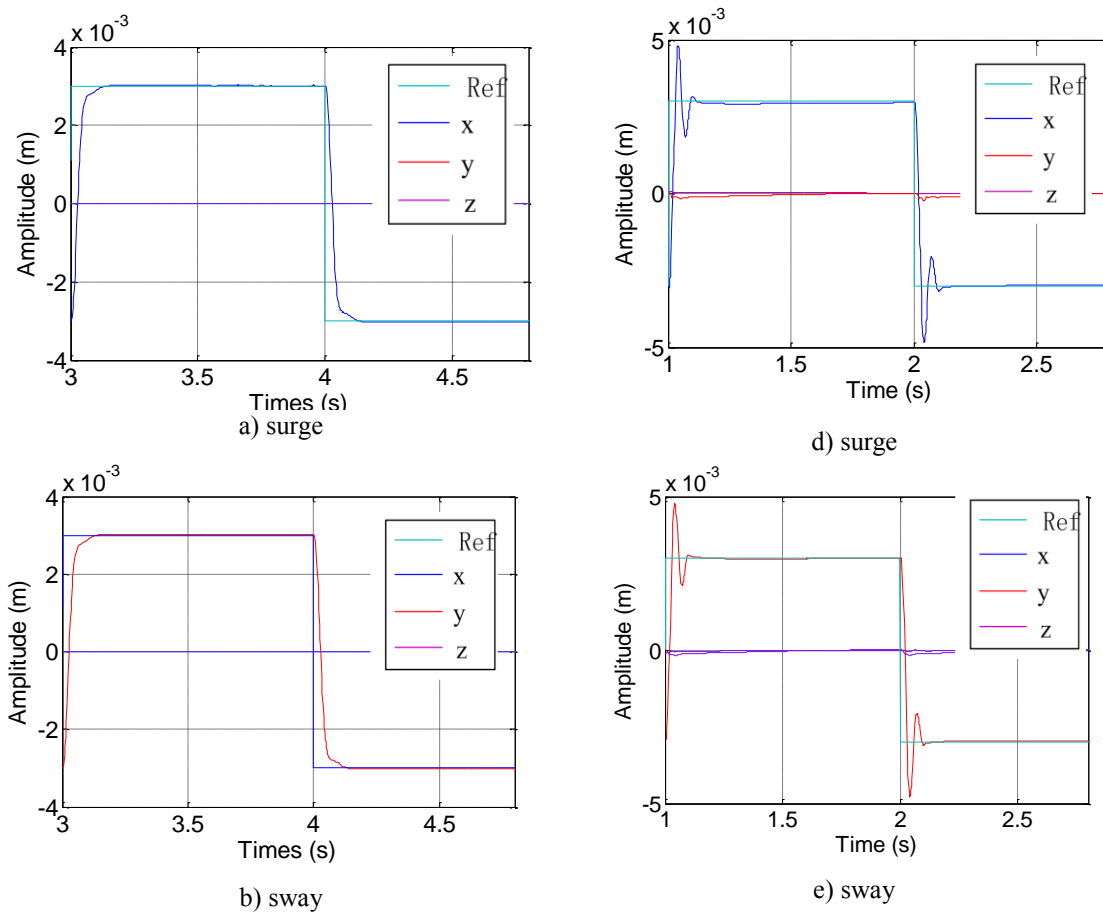 x 10^-3
4
2
0
-2
-4
Amplitude (m)
3
3.5
4
4.5
Times (s)
Ref
x
y
z
a) surge
x 10^-3
5
0
-5
Amplitude (m)
1
1.5
2
2.5
Time (s)
Ref
x
y
z
d) surge
x 10^-3
4
2
0
-2
-4
Amplitude (m)
3
3.5
4
4.5
Times (s)
Ref
x
y
z
b) sway
x 10^-3
5
0
-5
Amplitude (m)
1
1.5
2
2.5
Time (s)
Ref
x
y
z
e) sway